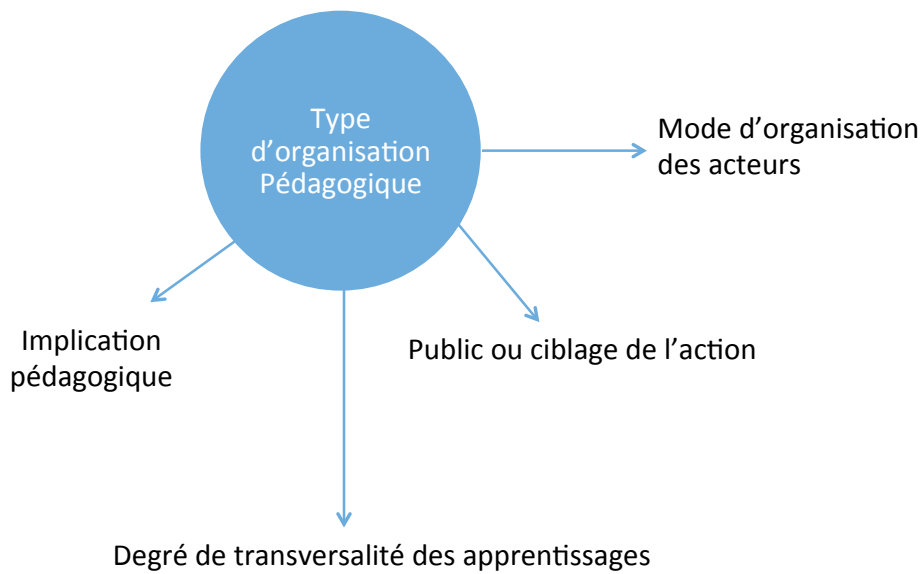 Type
d’organisation
Pédagogique
Mode d’organisation
des acteurs
Implication
pédagogique
Public ou ciblage de l’action
Degré de transversalité des apprentissages